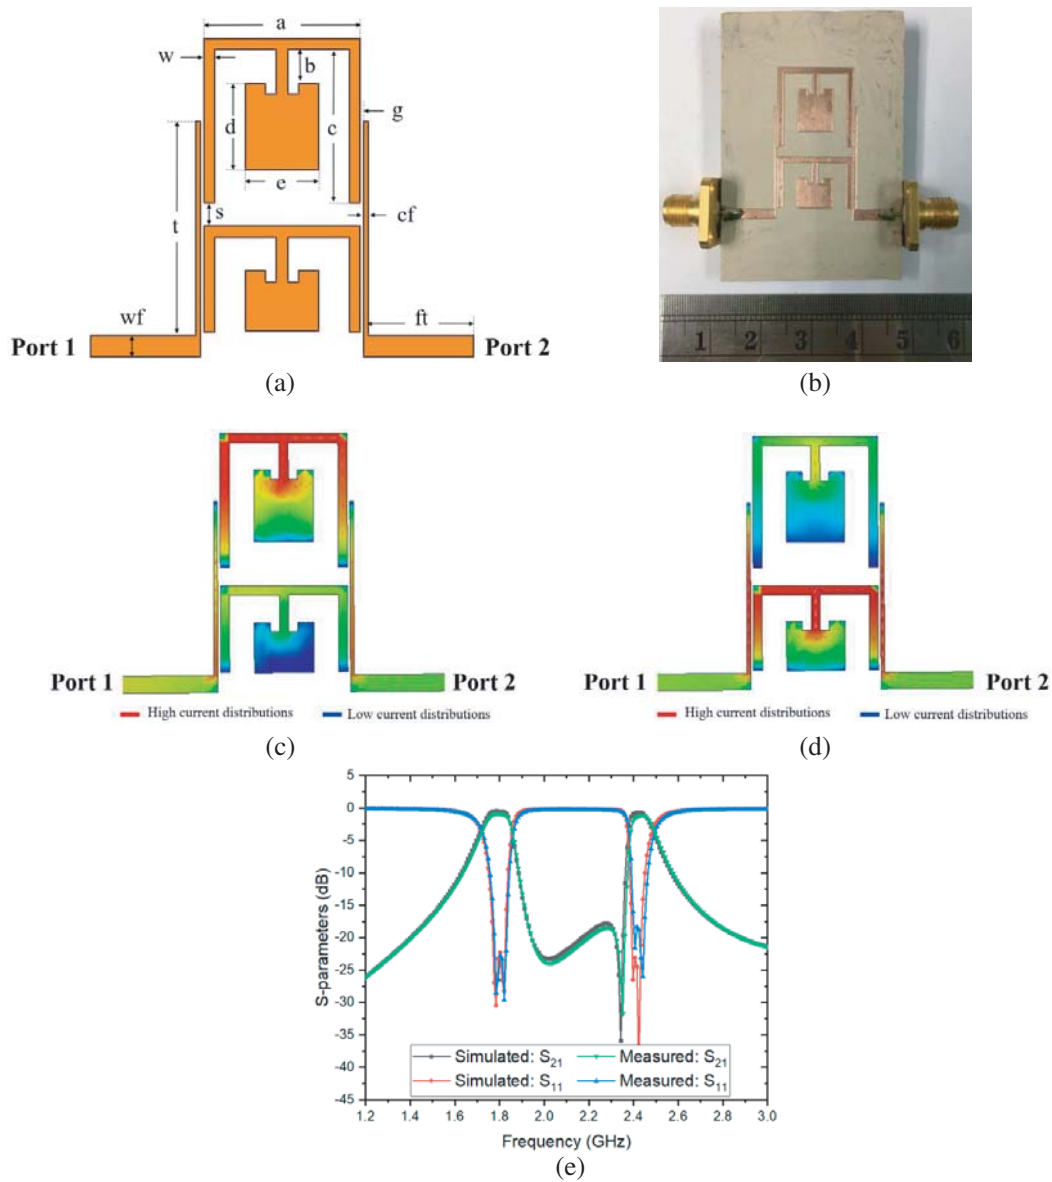 a
w
b
d
c
g
e
s
cf
t
wf
ft
Port 1
Port 2
(a)
1 2 3 4 5 6
(b)
Port 1
Port 2
High current distributions
Low current distributions
(c)
Port 1
Port 2
High current distributions
Low current distributions
(d)
5
0
-5
-10
-15
-20
-25
-30
-35
-40
-45
S-parameters (dB)
Simulated: S21
Measured: S21
Simulated: S11
Measured: S11
1.2 1.4 1.6 1.8 2.0 2.2 2.4 2.6 2.8 3.0
Frequency (GHz)
(e)